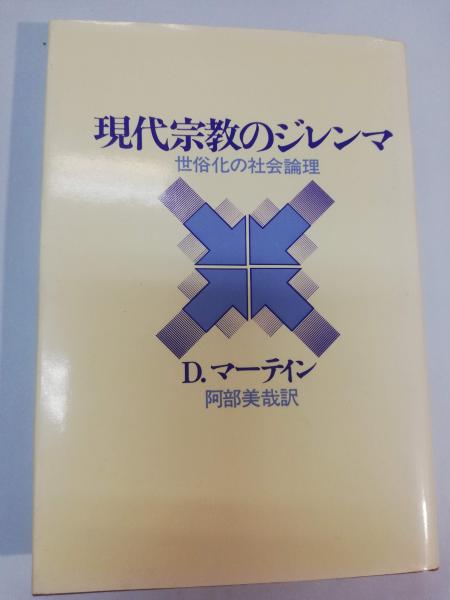 現代宗教のジレンマ
世俗化の社会論理
D.マーティン
阿部美哉訳